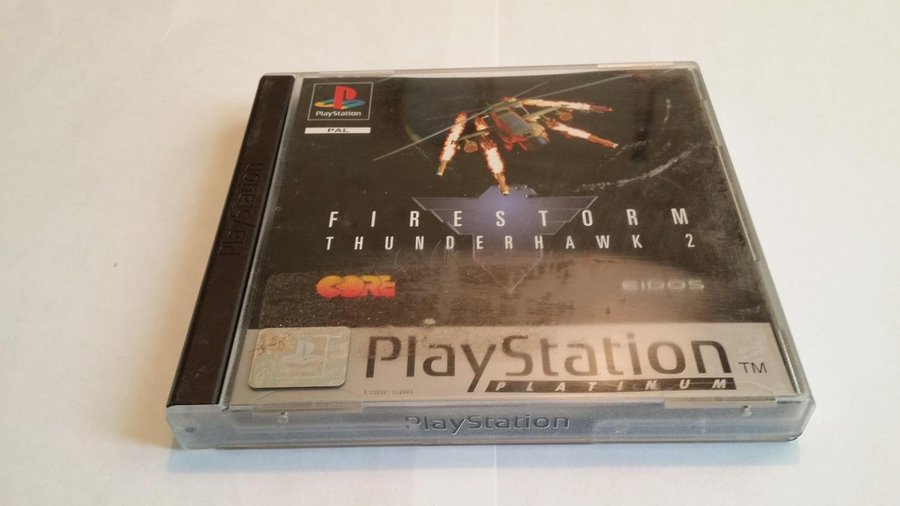 PlayStation
PlayStation
PAL
FIRESTORM
THUNDERHAWK 2
CORE
EIDOS
PlayStation TM
PLATINUM
PlayStation